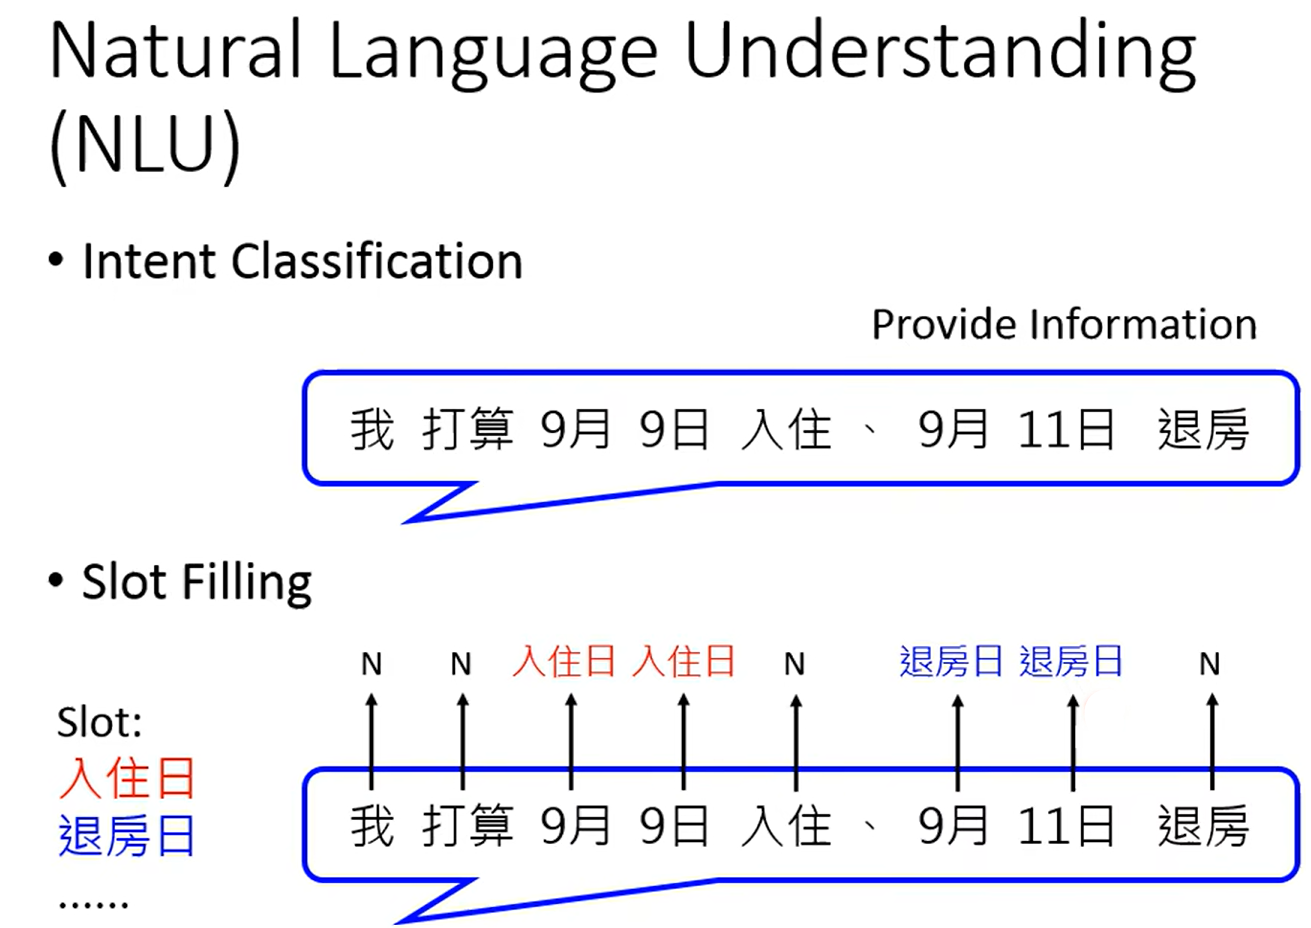 Natural Language Understanding
(NLU)
• Intent Classification
Provide Information
我 打算 9月 9日 入住 、 9月 11日 退房
• Slot Filling
N N 入住日 入住日 N 退房日 退房日 N
Slot:
入住日
退房日
......
我 打算 9月 9日 入住 、 9月 11日 退房